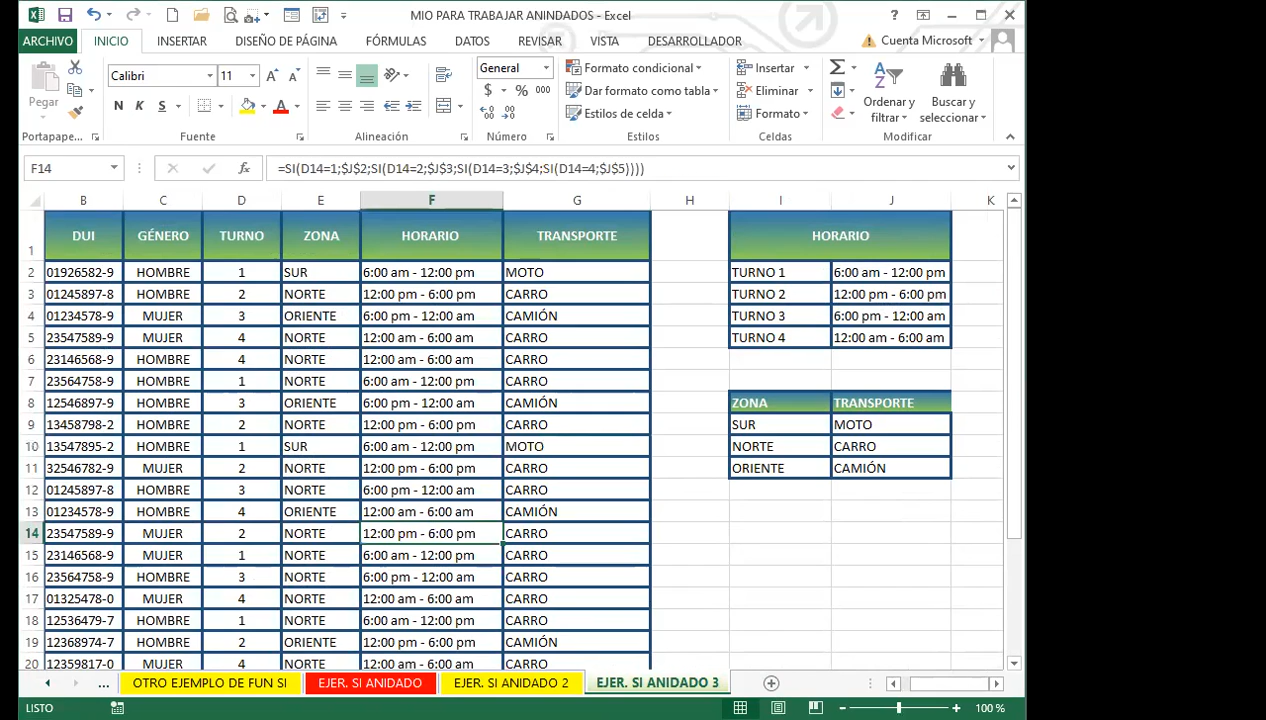 MIO PARA TRABAJAR ANINDADOS - Excel
ARCHIVO INICIO INSERTAR DISEÑO DE PÁGINA FÓRMULAS DATOS REVISAR VISTA DESARROLLADOR Cuenta Microsoft
Calibri 11 General Formato condicional Insertar
Pegar N K S $ % 000 Dar formato como tabla Eliminar Ordenar y filtrar Buscar y seleccionar
Estilos de celda Formato
Portapape... Fuente Alineación Número Estilos Celdas Modificar
F14 fx =SI(D14=1;$J$2;SI(D14=2;$J$3;SI(D14=3;$J$4;SI(D14=4;$J$5))))
B C D E F G H I J K
1 DUI GÉNERO TURNO ZONA HORARIO TRANSPORTE HORARIO
2 01926582-9 HOMBRE 1 SUR 6:00 am - 12:00 pm MOTO TURNO 1 6:00 am - 12:00 pm
3 01245897-8 HOMBRE 2 NORTE 12:00 pm - 6:00 pm CARRO TURNO 2 12:00 pm - 6:00 pm
4 01234578-9 MUJER 3 ORIENTE 6:00 pm - 12:00 am CAMIÓN TURNO 3 6:00 pm - 12:00 am
5 23547589-9 MUJER 4 NORTE 12:00 am - 6:00 am CARRO TURNO 4 12:00 am - 6:00 am
6 23146568-9 HOMBRE 4 NORTE 12:00 am - 6:00 am CARRO
7 23564758-9 HOMBRE 1 NORTE 6:00 am - 12:00 pm CARRO
8 12546897-9 HOMBRE 3 ORIENTE 6:00 pm - 12:00 am CAMIÓN ZONA TRANSPORTE
9 13458798-2 HOMBRE 2 NORTE 12:00 pm - 6:00 pm CARRO SUR MOTO
10 13547895-2 HOMBRE 1 SUR 6:00 am - 12:00 pm MOTO NORTE CARRO
11 32546782-9 MUJER 2 NORTE 12:00 pm - 6:00 pm CARRO ORIENTE CAMIÓN
12 01245897-8 HOMBRE 3 NORTE 6:00 pm - 12:00 am CARRO
13 01234578-9 HOMBRE 4 ORIENTE 12:00 am - 6:00 am CAMIÓN
14 23547589-9 MUJER 2 NORTE 12:00 pm - 6:00 pm CARRO
15 23146568-9 MUJER 1 NORTE 6:00 am - 12:00 pm CARRO
16 23564758-9 HOMBRE 3 NORTE 6:00 pm - 12:00 am CARRO
17 01325478-0 MUJER 4 NORTE 12:00 am - 6:00 am CARRO
18 12536479-7 HOMBRE 1 NORTE 6:00 am - 12:00 pm CARRO
19 12368974-7 HOMBRE 2 ORIENTE 12:00 pm - 6:00 pm CAMIÓN
20 12359817-0 MUJER 4 NORTE 12:00 am - 6:00 am CARRO
... OTRO EJEMPLO DE FUN SI EJER. SI ANIDADO EJER. SI ANIDADO 2 EJER. SI ANIDADO 3
LISTO 100 %